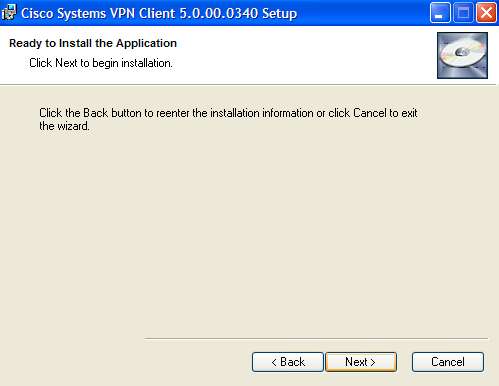 Cisco Systems VPN Client 5.0.00.0340 Setup
Ready to Install the Application
Click Next to begin installation.
Click the Back button to reenter the installation information or click Cancel to exit
the wizard.
< Back
Next >
Cancel